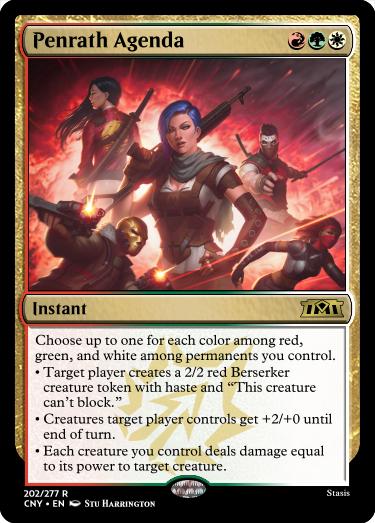 Penrath Agenda
Instant
Choose up to one for each color among red,
green, and white among permanents you control.
• Target player creates a 2/2 red Berserker
creature token with haste and “This creature
can’t block.”
• Creatures target player controls get +2/+0 until
end of turn.
• Each creature you control deals damage equal
to its power to target creature.
202/277 R
CNY • EN Stu Harrington
Stasis